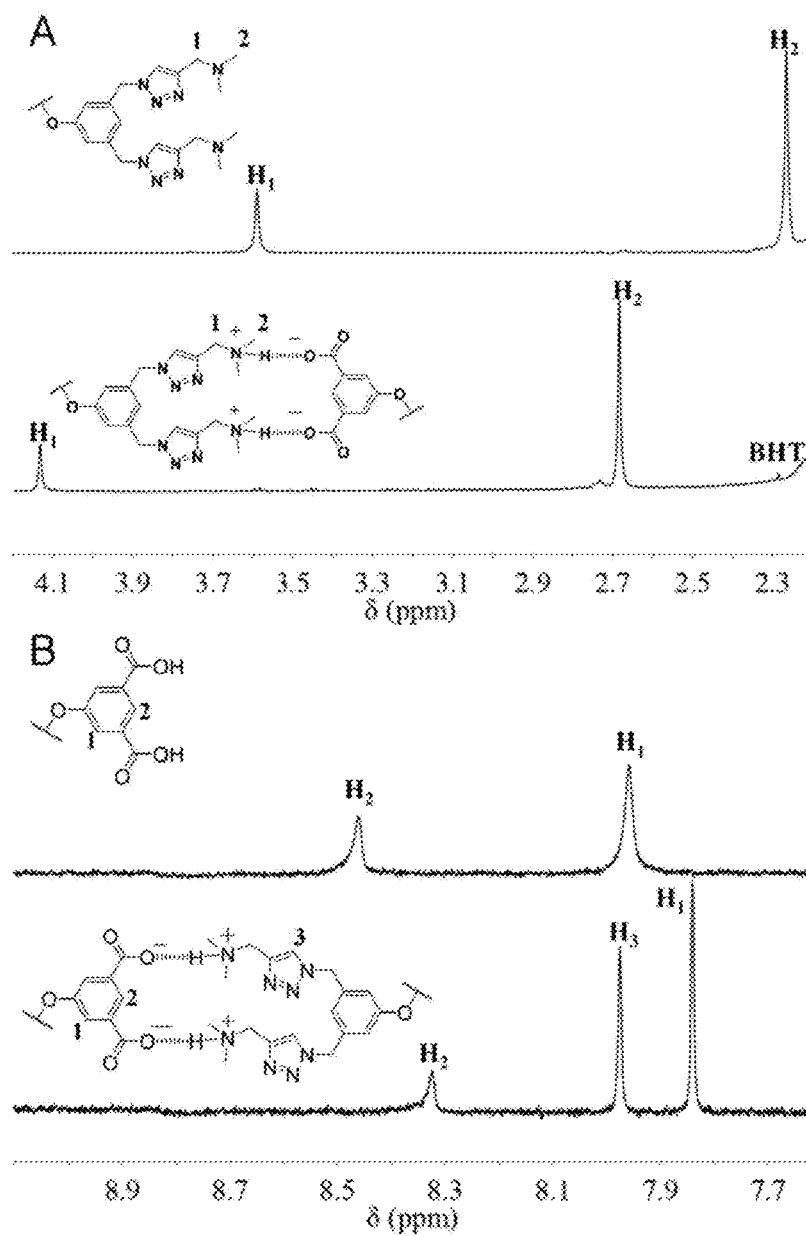 A
1 2
N
N
N N
O
N
N
N N
H₁
H₂
1 + 2 −
N H O O
N
N N
O
+ −
N H O O
N
N N
O
H₁
H₂
BHT
4.1 3.9 3.7 3.5 3.3 3.1 2.9 2.7 2.5 2.3
δ (ppm)
B
O
OH
2
O
1
OH
O
H₂
H₁
O − + 3
O H N
N
N N
2
O
1
O
− +
O O H N
N
N N
H₂
H₃
H₁
8.9 8.7 8.5 8.3 8.1 7.9 7.7
δ (ppm)